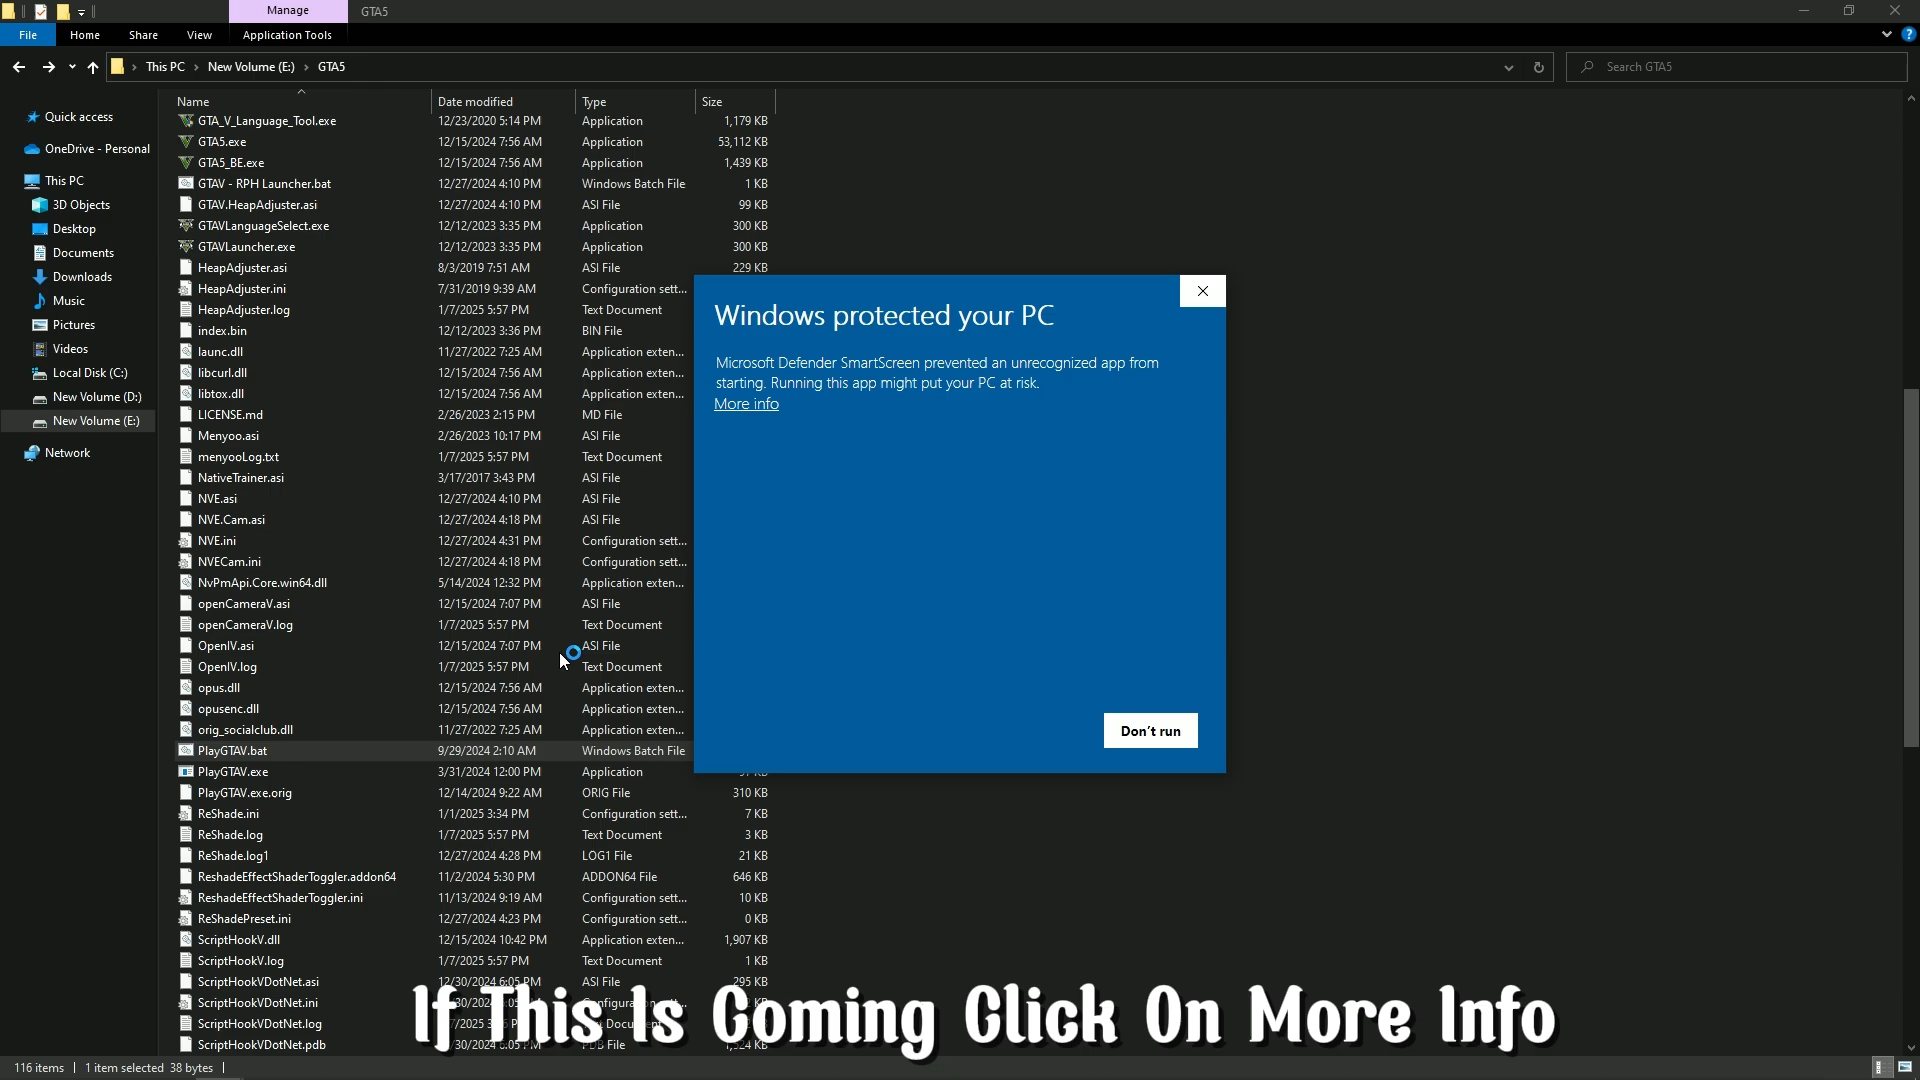 Manage GTA5
File Home Share View Application Tools
This PC > New Volume (E:) > GTA5 Search GTA5
Quick access
OneDrive - Personal
This PC
3D Objects
Desktop
Documents
Downloads
Music
Pictures
Videos
Local Disk (C:)
New Volume (D:)
New Volume (E:)
Network
Name Date modified Type Size
GTA_V_Language_Tool.exe 12/23/2020 5:14 PM Application 1,179 KB
GTA5.exe 12/15/2024 7:56 AM Application 53,112 KB
GTA5_BE.exe 12/15/2024 7:56 AM Application 1,439 KB
GTAV - RPH Launcher.bat 12/27/2024 4:10 PM Windows Batch File 1 KB
GTAV.HeapAdjuster.asi 12/27/2024 4:10 PM ASI File 99 KB
GTAVLanguageSelect.exe 12/12/2023 3:35 PM Application 300 KB
GTAVLauncher.exe 12/12/2023 3:35 PM Application 300 KB
HeapAdjuster.asi 8/3/2019 7:51 AM ASI File 229 KB
HeapAdjuster.ini 7/31/2019 9:39 AM Configuration sett...
HeapAdjuster.log 1/7/2025 5:57 PM Text Document
index.bin 12/12/2023 3:36 PM BIN File
launc.dll 11/27/2022 7:25 AM Application exten...
libcurl.dll 12/15/2024 7:56 AM Application exten...
libtox.dll 12/15/2024 7:56 AM Application exten...
LICENSE.md 2/26/2023 2:15 PM MD File
Menyoo.asi 2/26/2023 10:17 PM ASI File
menyooLog.txt 1/7/2025 5:57 PM Text Document
NativeTrainer.asi 3/17/2017 3:43 PM ASI File
NVE.asi 12/27/2024 4:10 PM ASI File
NVE.Cam.asi 12/27/2024 4:18 PM ASI File
NVE.ini 12/27/2024 4:31 PM Configuration sett...
NVECam.ini 12/27/2024 4:18 PM Configuration sett...
NvPmApi.Core.win64.dll 5/14/2024 12:32 PM Application exten...
openCameraV.asi 12/15/2024 7:07 PM ASI File
openCameraV.log 1/7/2025 5:57 PM Text Document
OpenIV.asi 12/15/2024 7:07 PM ASI File
OpenIV.log 1/7/2025 5:57 PM Text Document
opus.dll 12/15/2024 7:56 AM Application exten...
opusenc.dll 12/15/2024 7:56 AM Application exten...
orig_socialclub.dll 11/27/2022 7:25 AM Application exten...
PlayGTAV.bat 9/29/2024 2:10 AM Windows Batch File
PlayGTAV.exe 3/31/2024 12:00 PM Application
PlayGTAV.exe.orig 12/14/2024 9:22 AM ORIG File 310 KB
ReShade.ini 1/1/2025 3:34 PM Configuration sett... 7 KB
ReShade.log 1/7/2025 5:57 PM Text Document 3 KB
ReShade.log1 12/27/2024 4:28 PM LOG1 File 21 KB
ReshadeEffectShaderToggler.addon64 11/2/2024 5:30 PM ADDON64 File 646 KB
ReshadeEffectShaderToggler.ini 11/13/2024 9:19 AM Configuration sett... 10 KB
ReShadePreset.ini 12/27/2024 4:23 PM Configuration sett... 0 KB
ScriptHookV.dll 12/15/2024 10:42 PM Application exten... 1,907 KB
ScriptHookV.log 1/7/2025 5:57 PM Text Document 1 KB
ScriptHookVDotNet.asi 12/30/2024 6:05 PM ASI File 295 KB
ScriptHookVDotNet.ini
ScriptHookVDotNet.log
ScriptHookVDotNet.pdb
Windows protected your PC
Microsoft Defender SmartScreen prevented an unrecognized app from
starting. Running this app might put your PC at risk.
More info
Don't run
If This Is Coming Click On More Info
116 items 1 item selected 38 bytes